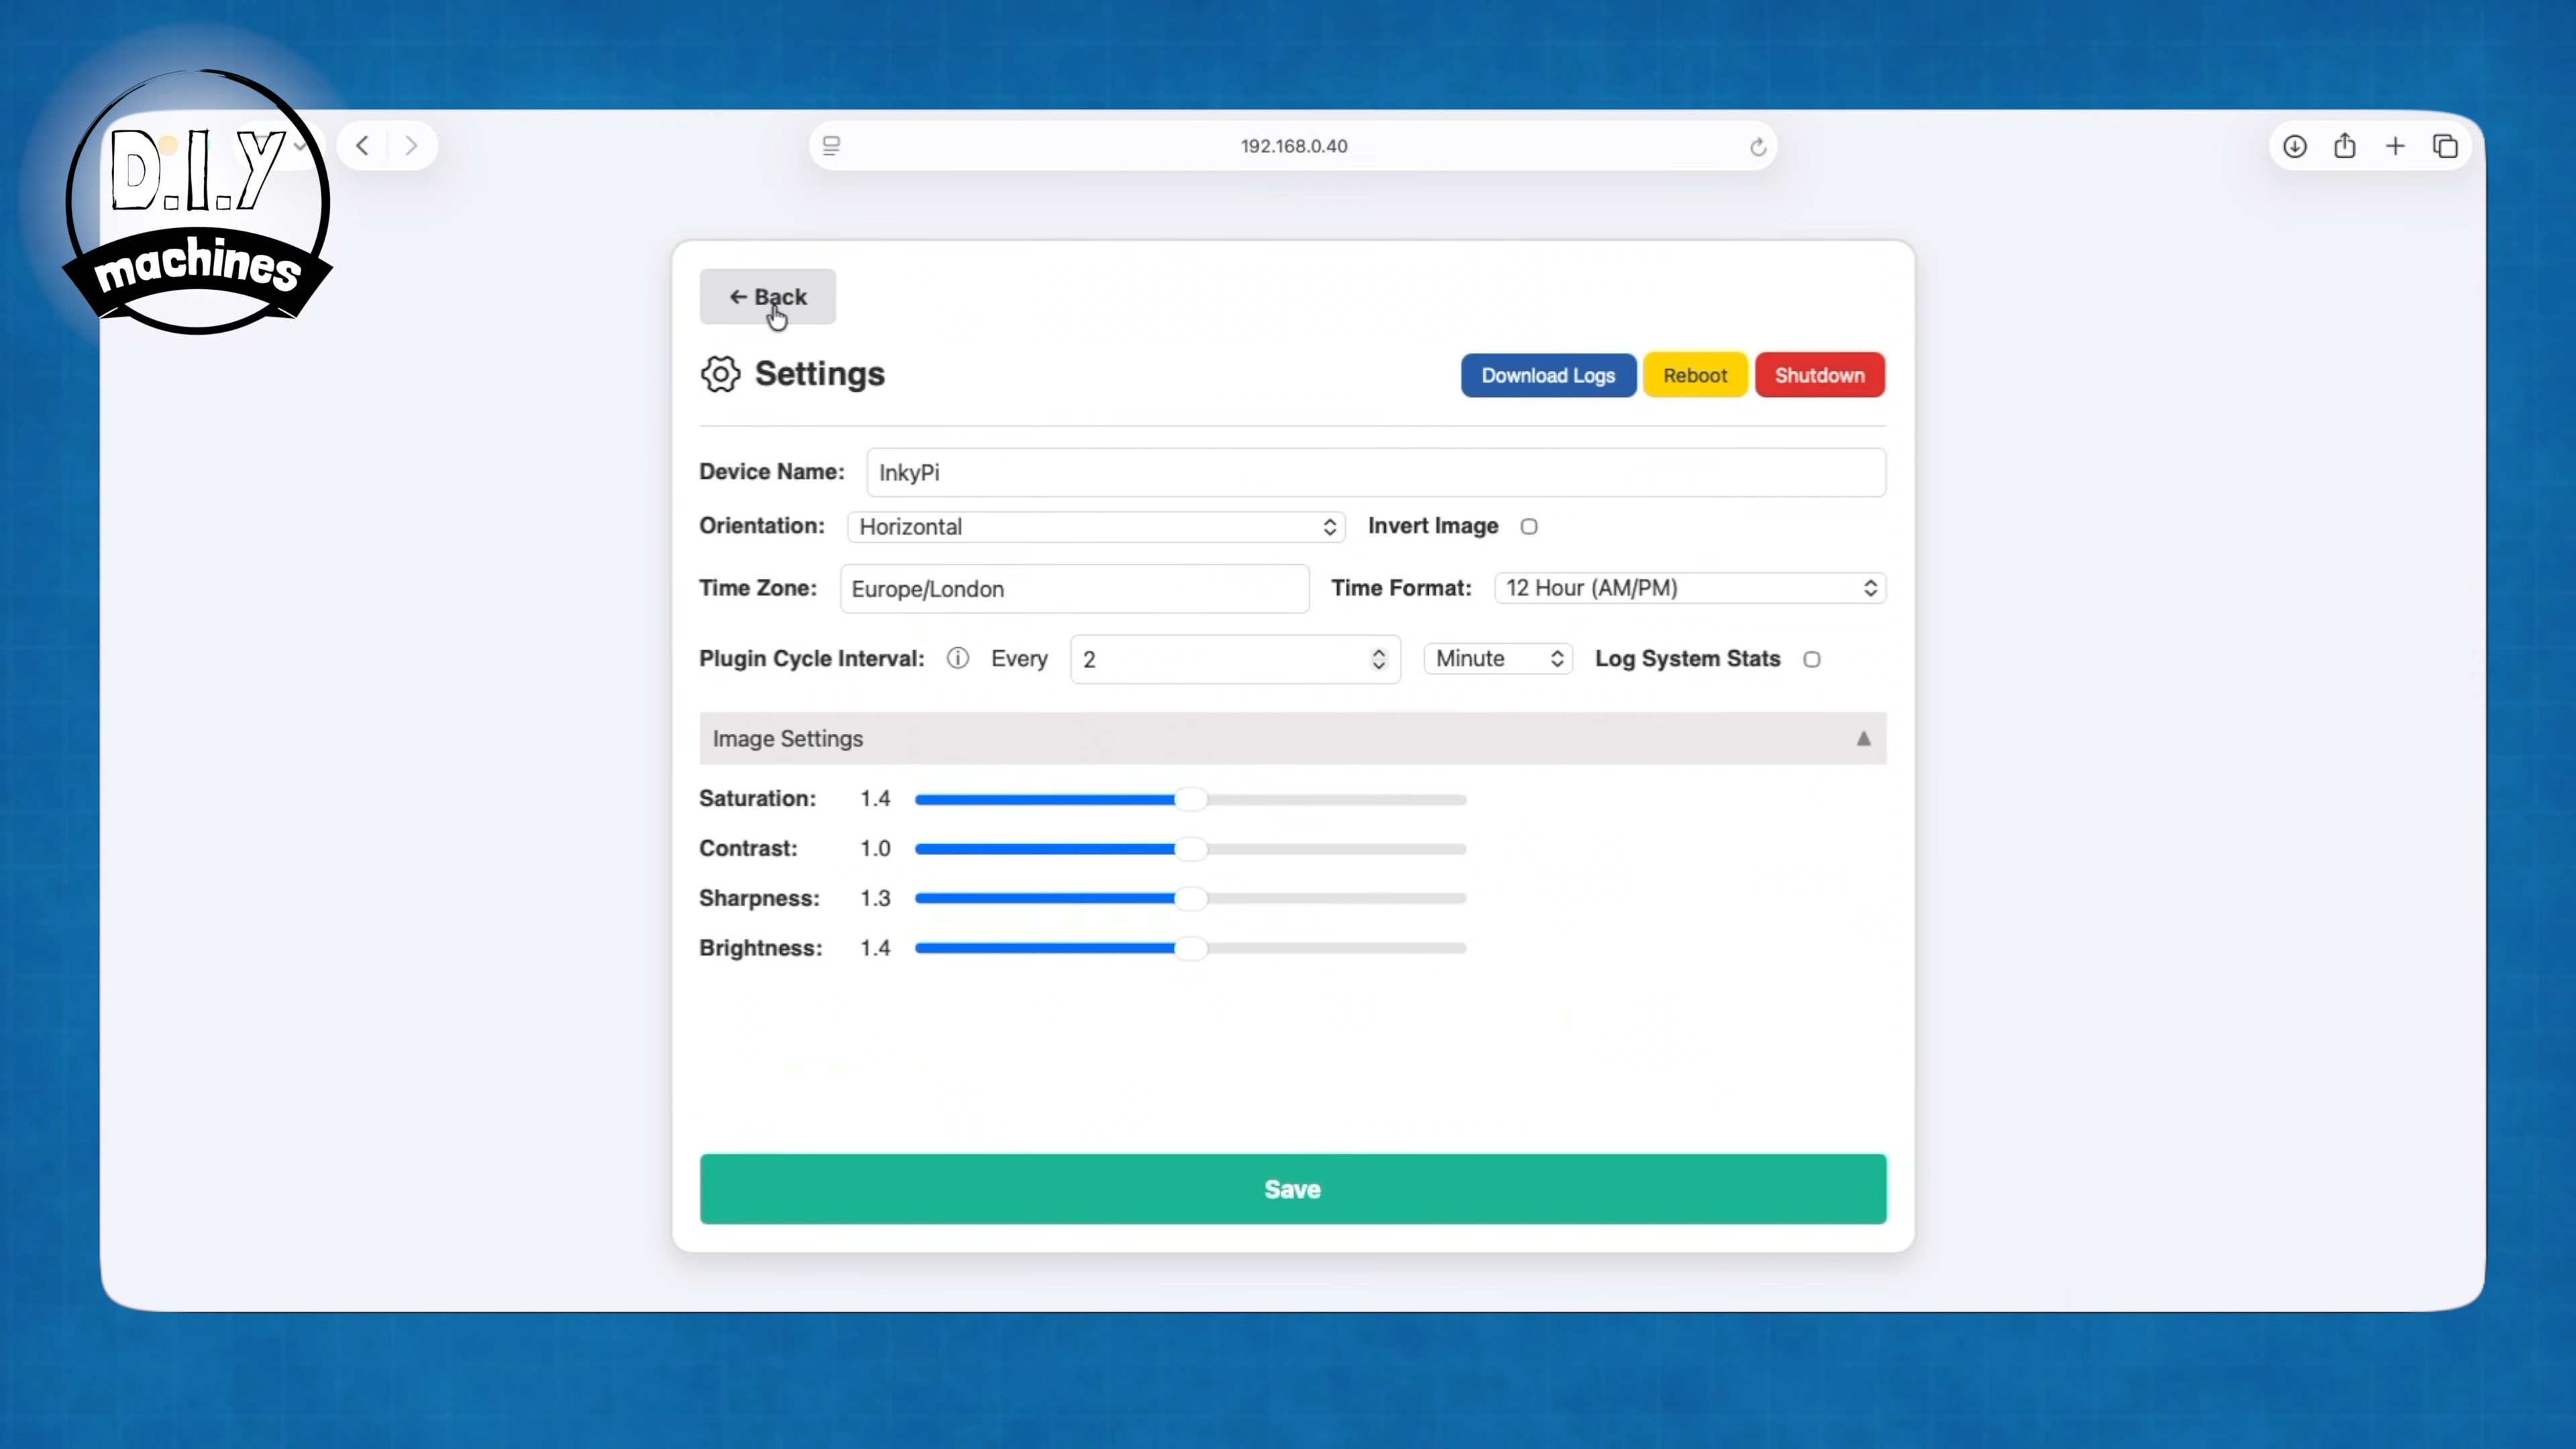 D.I.Y
machines
192.168.0.40
← Back
Settings
Download Logs
Reboot
Shutdown
Device Name: InkyPi
Orientation: Horizontal Invert Image
Time Zone: Europe/London Time Format: 12 Hour (AM/PM)
Plugin Cycle Interval: Every 2 Minute Log System Stats
Image Settings
Saturation: 1.4
Contrast: 1.0
Sharpness: 1.3
Brightness: 1.4
Save